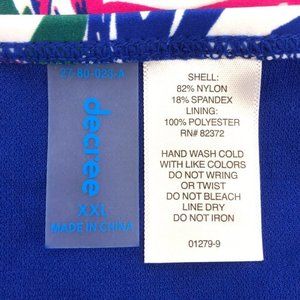 27-80-023-A
decree
XXL
MADE IN CHINA
SHELL:
82% NYLON
18% SPANDEX
LINING:
100% POLYESTER
RN# 82372
HAND WASH COLD
WITH LIKE COLORS
DO NOT WRING
OR TWIST
DO NOT BLEACH
LINE DRY
DO NOT IRON
01279-9